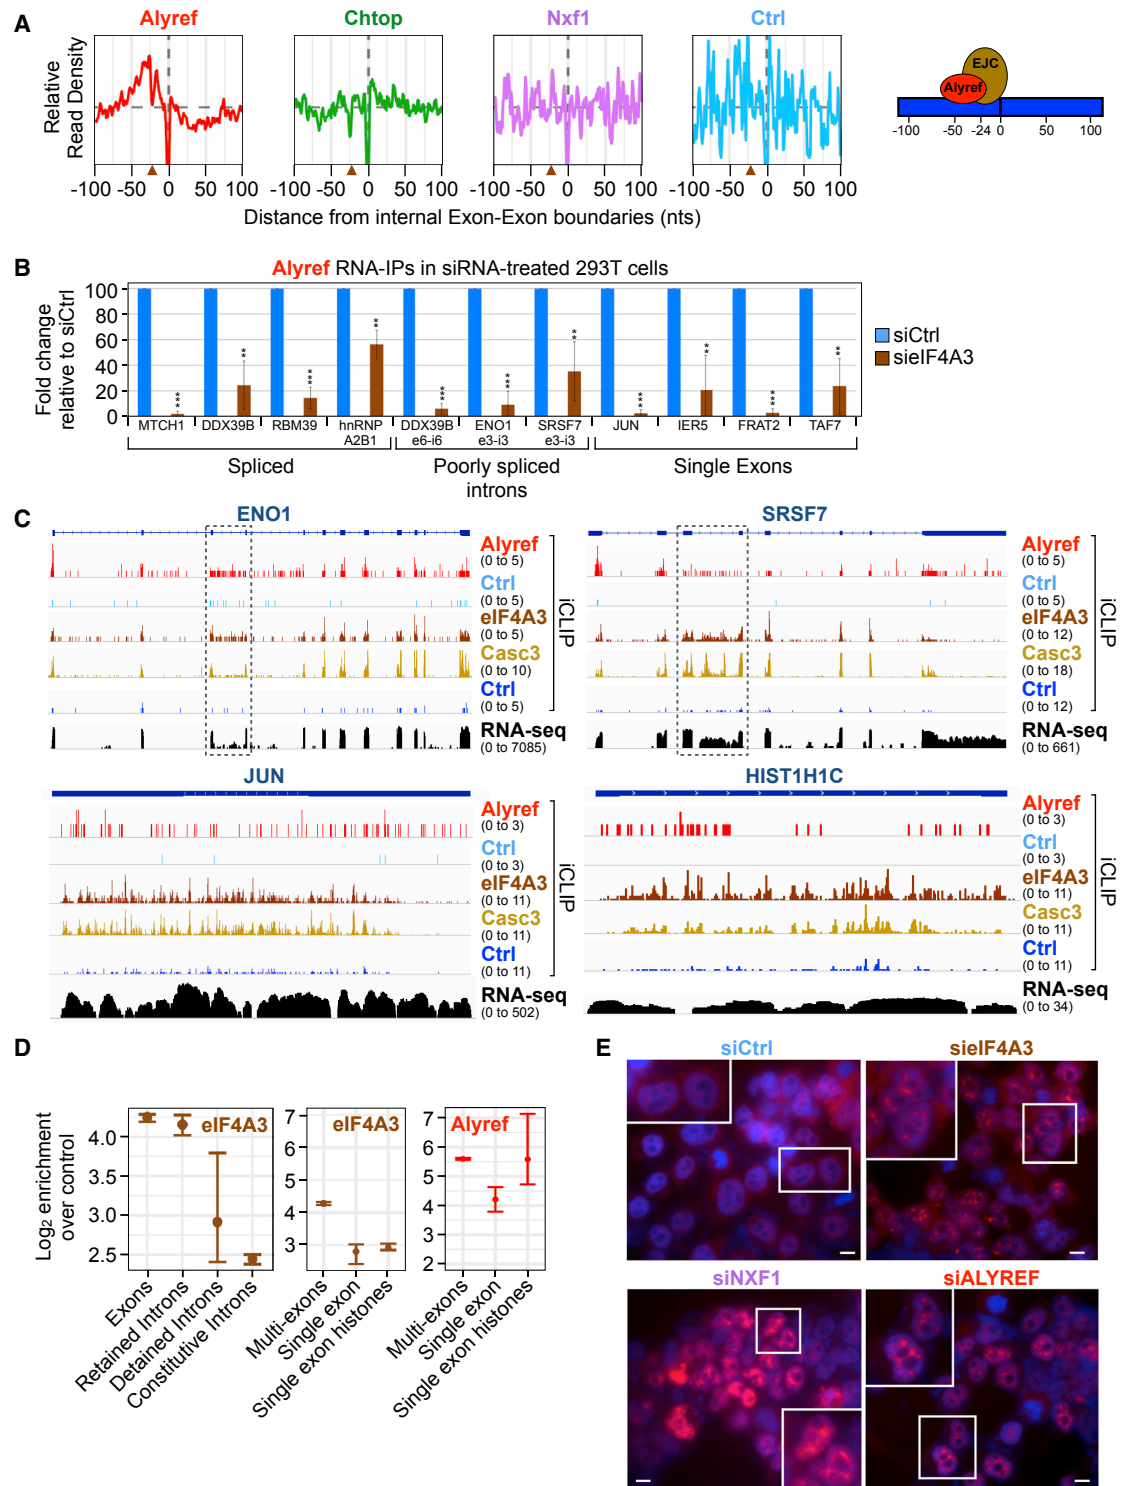 A
Alyref
Chtop
Nxf1
Ctrl
Relative
Read Density
-100 -50 0 50 100
-100 -50 0 50 100
-100 -50 0 50 100
-100 -50 0 50 100
Distance from internal Exon-Exon boundaries (nts)
EJC
Alyref
-100 -50 -24 0 50 100
B
Alyref RNA-IPs in siRNA-treated 293T cells
Fold change
relative to siCtrl
100
80
60
40
20
0
** ** *** ** *** *** ** *** ** *** **
siCtrl
sieIF4A3
MTCH1 DDX39B RBM39 hnRNP DDX39B ENO1 SRSF7 JUN IER5 FRAT2 TAF7
A2B1 e6-i6 e3-i3 e3-i3
Spliced
Poorly spliced
introns
Single Exons
C
ENO1
Alyref
(0 to 5)
Ctrl
(0 to 5)
eIF4A3
(0 to 5)
Casc3
(0 to 10)
Ctrl
(0 to 5)
RNA-seq
(0 to 7085)
iCLIP
SRSF7
Alyref
(0 to 5)
Ctrl
(0 to 5)
eIF4A3
(0 to 12)
Casc3
(0 to 18)
Ctrl
(0 to 12)
RNA-seq
(0 to 661)
iCLIP
JUN
Alyref
(0 to 3)
Ctrl
(0 to 3)
eIF4A3
(0 to 11)
Casc3
(0 to 11)
Ctrl
(0 to 11)
RNA-seq
(0 to 502)
iCLIP
HIST1H1C
Alyref
(0 to 3)
Ctrl
(0 to 3)
eIF4A3
(0 to 11)
Casc3
(0 to 11)
Ctrl
(0 to 11)
RNA-seq
(0 to 34)
iCLIP
D
Log2 enrichment
over control
eIF4A3
4.0
3.0
2.5
Exons
Retained Introns
Detained Introns
Constitutive Introns
eIF4A3
7
7
5
4
3
Multi-exons
Single exon
Single exon histones
Alyref
7
6
5
4
3
2
Multi-exons
Single exon
Single exon histones
E
siCtrl
sieIF4A3
siNXF1
siALYREF